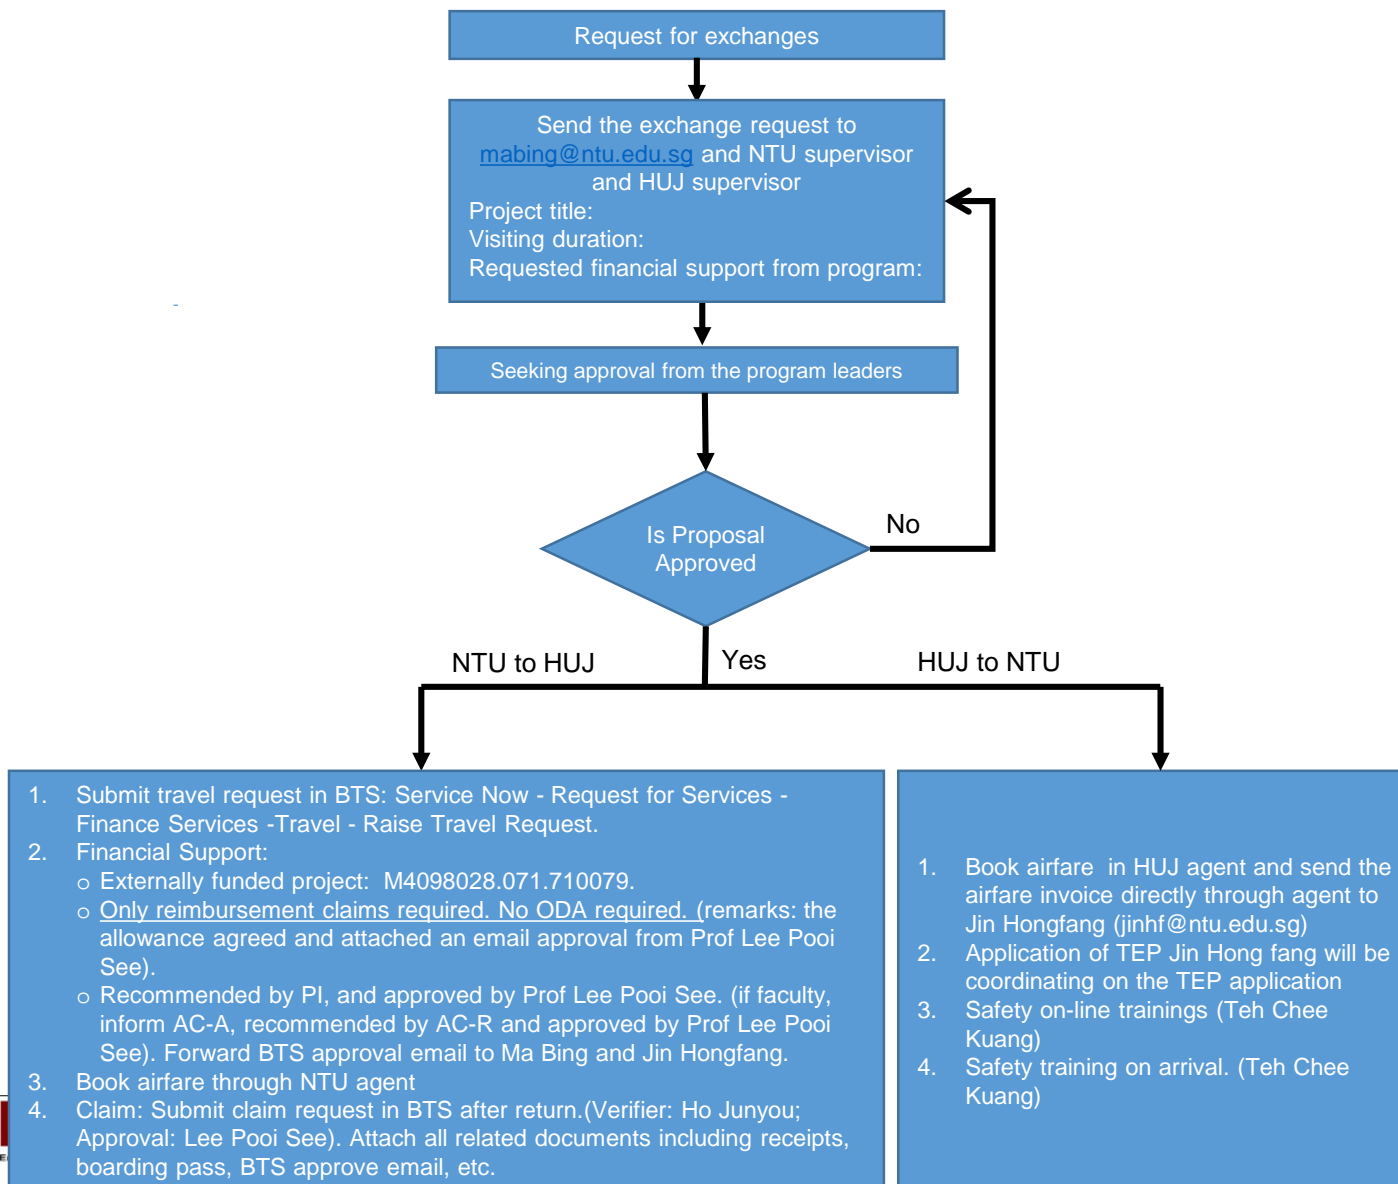 Request for exchanges
Send the exchange request to
mabing@ntu.edu.sg and NTU supervisor
and HUJ supervisor
Project title:
Visiting duration:
Requested financial support from program:
Seeking approval from the program leaders
Is Proposal
Approved
No
NTU to HUJ
Yes
HUJ to NTU
1. Submit travel request in BTS: Service Now - Request for Services -
Finance Services -Travel - Raise Travel Request.
2. Financial Support:
o Externally funded project: M4098028.071.710079.
o Only reimbursement claims required. No ODA required. (remarks: the
allowance agreed and attached an email approval from Prof Lee Pooi
See).
o Recommended by PI, and approved by Prof Lee Pooi See. (if faculty,
inform AC-A, recommended by AC-R and approved by Prof Lee Pooi
See). Forward BTS approval email to Ma Bing and Jin Hongfang.
3. Book airfare through NTU agent
4. Claim: Submit claim request in BTS after return.(Verifier: Ho Junyou;
Approval: Lee Pooi See). Attach all related documents including receipts,
boarding pass, BTS approve email, etc.
1. Book airfare in HUJ agent and send the
airfare invoice directly through agent to
Jin Hongfang (jinhf@ntu.edu.sg)
2. Application of TEP Jin Hong fang will be
coordinating on the TEP application
3. Safety on-line trainings (Teh Chee
Kuang)
4. Safety training on arrival. (Teh Chee
Kuang)